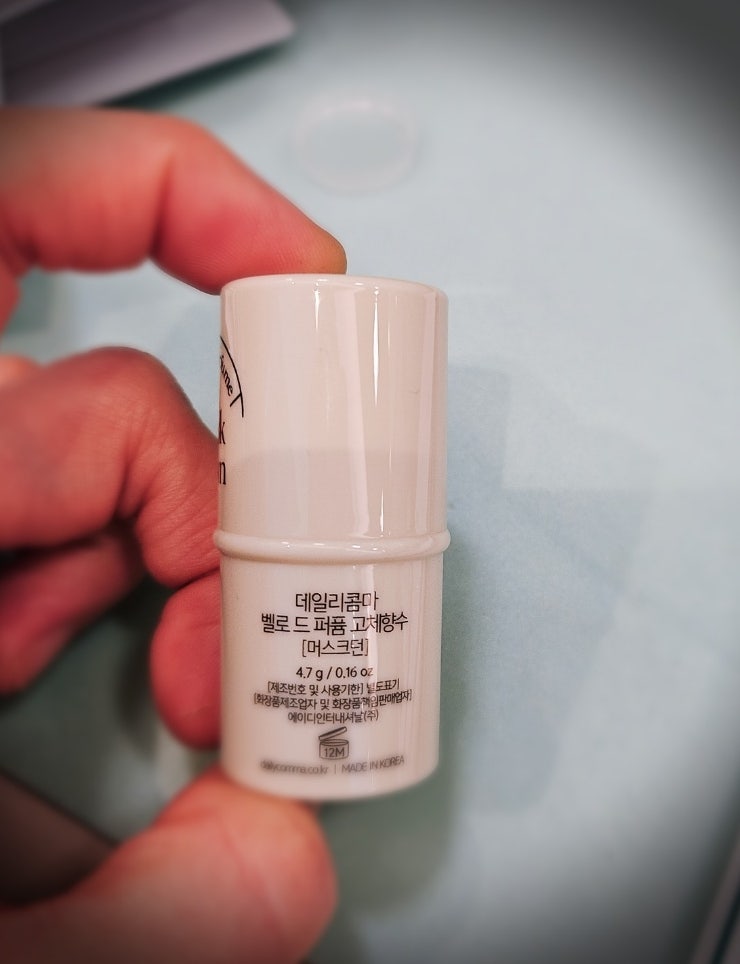 데일리콤마
벨로 드 퍼퓸 고체향수
[머스크던]
4.7 g / 0.16 oz
[제조번호 및 사용기한] 별도표기
[화장품제조업자 및 화장품책임판매업자]
에이디인터내셔날(주)
12M
dailycomma.co.kr | MADE IN KOREA